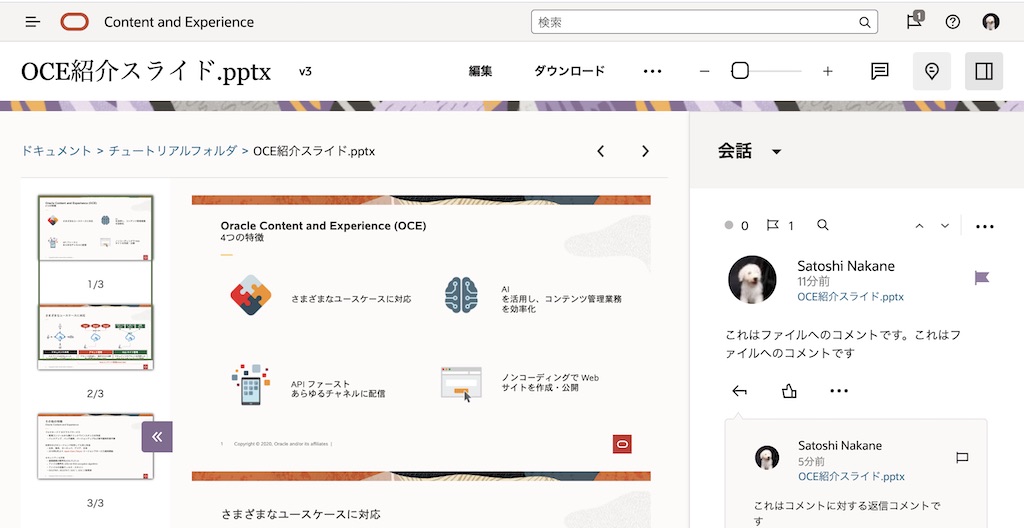 Content and Experience
検索
1
OCE紹介スライド.pptx
v3
編集
ダウンロード
ドキュメント > チュートリアルフォルダ > OCE紹介スライド.pptx
会話
1/3
2/3
3/3
Oracle Content and Experience (OCE)
4つの特徴
さまざまなユースケースに対応
AI
を活用し、コンテンツ管理業務
を効率化
API ファースト
あらゆるチャネルに配信
ノンコーディングで Web
サイトを作成・公開
1 Copyright © 2020, Oracle and/or its affiliates |
さまざまなユースケースに対応
0
1
Satoshi Nakane
11分前
OCE紹介スライド.pptx
これはファイルへのコメントです。これはフ
ァイルへのコメントです
Satoshi Nakane
5分前
OCE紹介スライド.pptx
これはコメントに対する返信コメントで
す